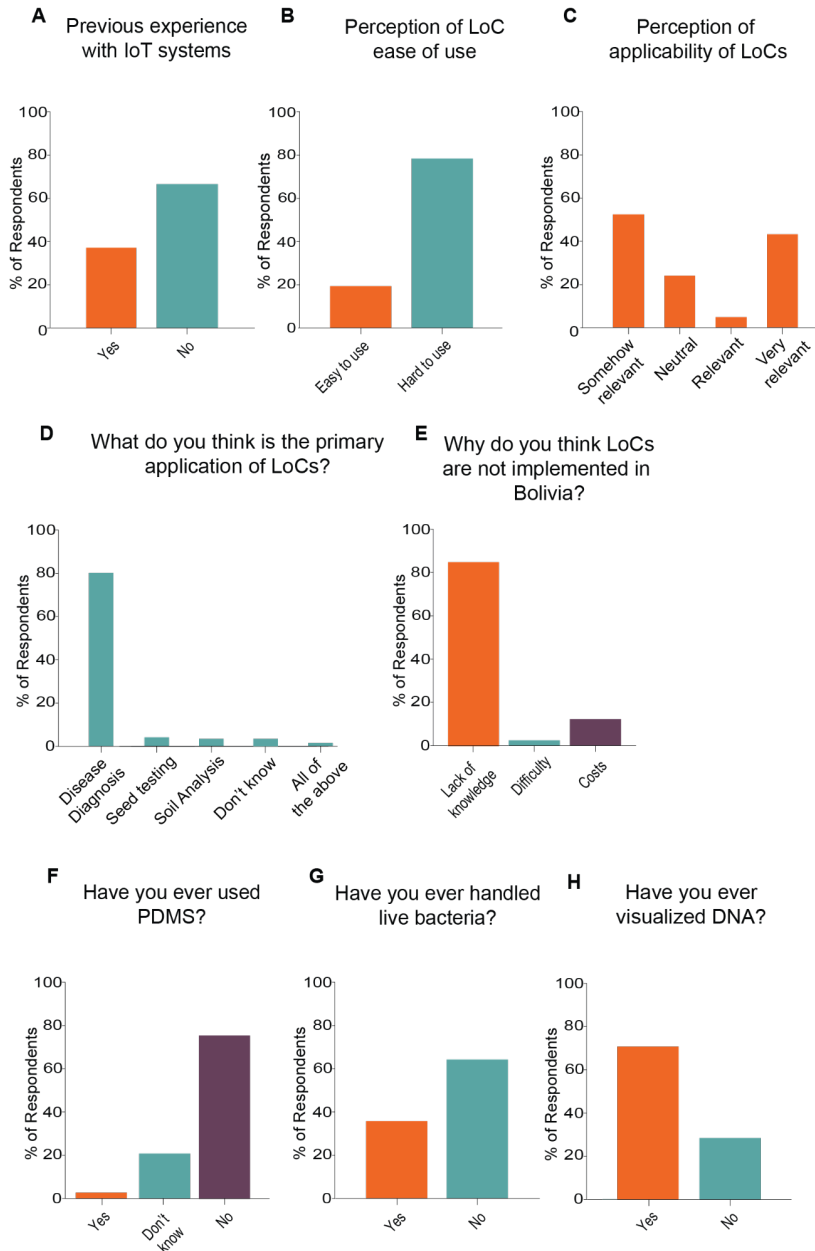 A
Previous experience
with IoT systems
% of Respondents
100
80
60
40
20
0
Yes
No
B
Perception of LoC
ease of use
% of Respondents
100
80
60
40
20
0
Easy to use
Hard to use
C
Perception of
applicability of LoCs
% of Respondents
100
80
60
40
20
0
Somehow
relevant
Neutral
Relevant
Very
relevant
D
What do you think is the primary
application of LoCs?
% of Respondents
100
80
60
40
20
0
Disease
Diagnosis
Seed testing
Soil Analysis
Don't know
All of
the above
E
Why do you think LoCs
are not implemented in
Bolivia?
% of Respondents
100
80
60
40
20
0
Lack of
knowledge
Difficulty
Costs
F
Have you ever used
PDMS?
% of Respondents
100
80
60
40
20
0
Yes
Don't
know
No
G
Have you ever handled
live bacteria?
% of Respondents
100
80
60
40
20
0
Yes
No
H
Have you ever
visualized DNA?
% of Respondents
100
80
60
40
20
0
Yes
No